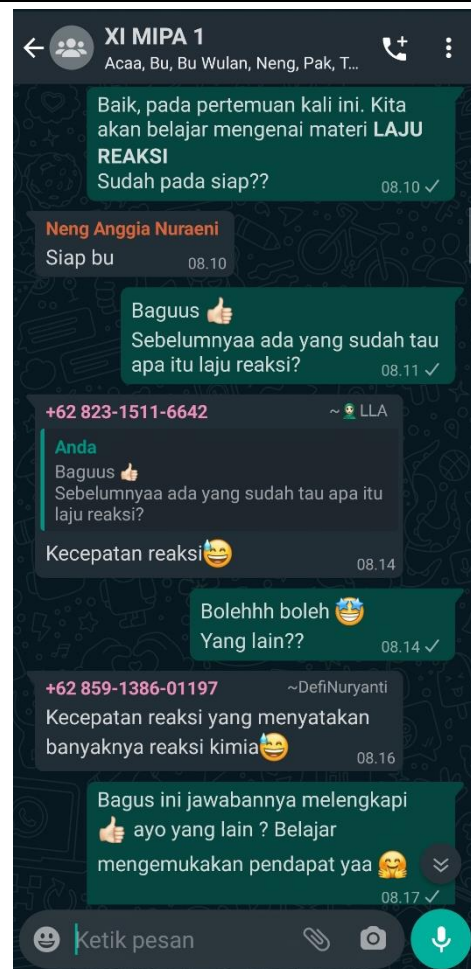 XI MIPA 1
Acaa, Bu, Bu Wulan, Neng, Pak, T...
Baik, pada pertemuan kali ini. Kita
akan belajar mengenai materi LAJU
REAKSI
Sudah pada siap??
08.10
Neng Anggia Nuraeni
Siap bu
08.10
Baguus 👍🏻
Sebelumnyaa ada yang sudah tau
apa itu laju reaksi?
08.11
+62 823-1511-6642 ~🧟‍♂️LLA
Anda
Baguus 👍🏻
Sebelumnyaa ada yang sudah tau apa itu
laju reaksi?
Kecepatan reaksi😅
08.14
Bolehhh boleh 🤩
Yang lain??
08.14
+62 859-1386-01197 ~DefiNuryanti
Kecepatan reaksi yang menyatakan
banyaknya reaksi kimia😅
08.16
Bagus ini jawabannya melengkapi
👍🏻 ayo yang lain ? Belajar
mengemukakan pendapat yaa 🤗
08.17
Ketik pesan